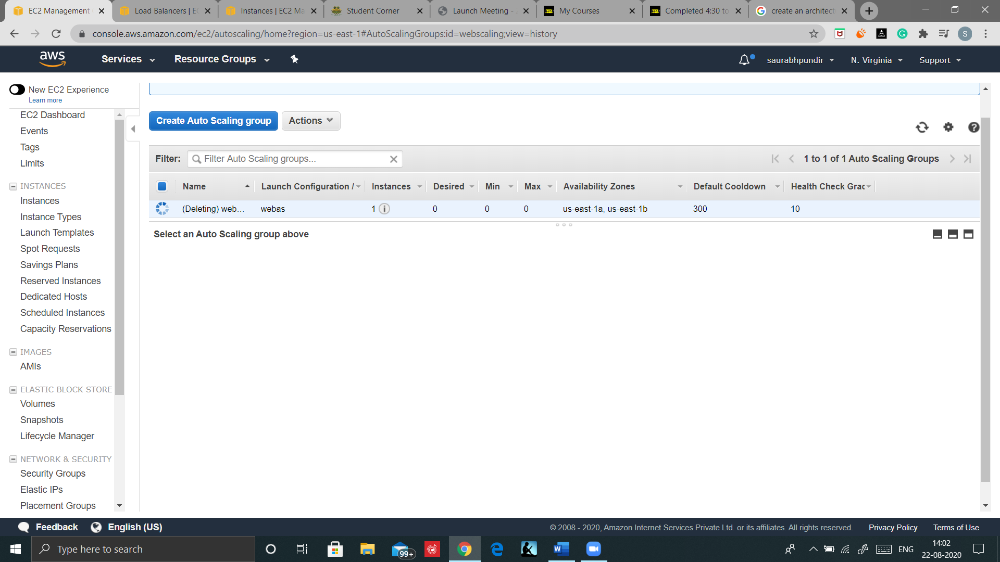 EC2 Management
Load Balancers | EC
Instances | EC2 Ma
Student Corner
Launch Meeting -
My Courses
Completed 4:30 to
create an architect
console.aws.amazon.com/ec2/autoscaling/home?region=us-east-1#AutoScalingGroups:id=webscaling;view=history
S
aws
Services
Resource Groups
saurabhpundir
N. Virginia
Support
New EC2 Experience
Learn more
EC2 Dashboard
Events
Tags
Limits
INSTANCES
Instances
Instance Types
Launch Templates
Spot Requests
Savings Plans
Reserved Instances
Dedicated Hosts
Scheduled Instances
Capacity Reservations
IMAGES
AMIs
ELASTIC BLOCK STORE
Volumes
Snapshots
Lifecycle Manager
NETWORK & SECURITY
Security Groups
Elastic IPs
Placement Groups
Create Auto Scaling group
Actions
Filter:
Filter Auto Scaling groups...
1 to 1 of 1 Auto Scaling Groups
Name Launch Configuration / Instances Desired Min Max Availability Zones Default Cooldown Health Check Grac
(Deleting) web... webas 1 0 0 0 us-east-1a, us-east-1b 300 10
Select an Auto Scaling group above
Feedback
English (US)
© 2008 - 2020, Amazon Internet Services Private Ltd. or its affiliates. All rights reserved.
Privacy Policy
Terms of Use
Type here to search
99+
ENG
14:02
22-08-2020